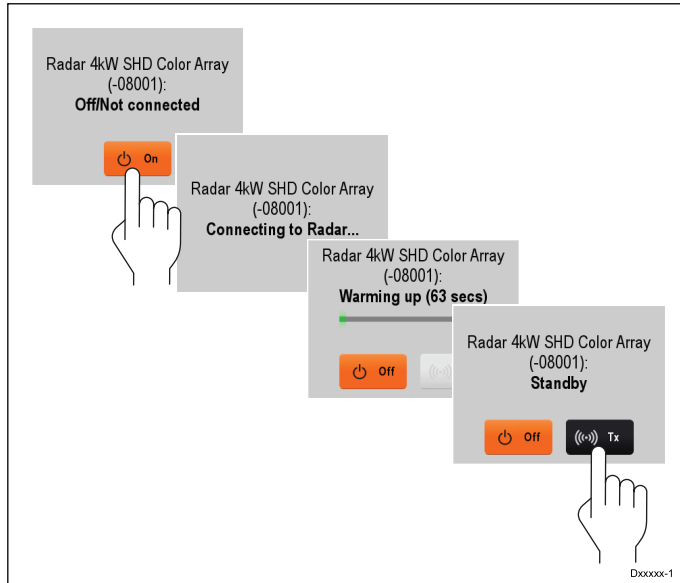 Radar 4kW SHD Color Array
(-08001):
Off/Not connected
On
Radar 4kW SHD Color Array
(-08001):
Connecting to Radar...
Radar 4kW SHD Color Array
(-08001):
Warming up (63 secs)
Off
Radar 4kW SHD Color Array
(-08001):
Standby
Off
Tx
Dxxxxx-1